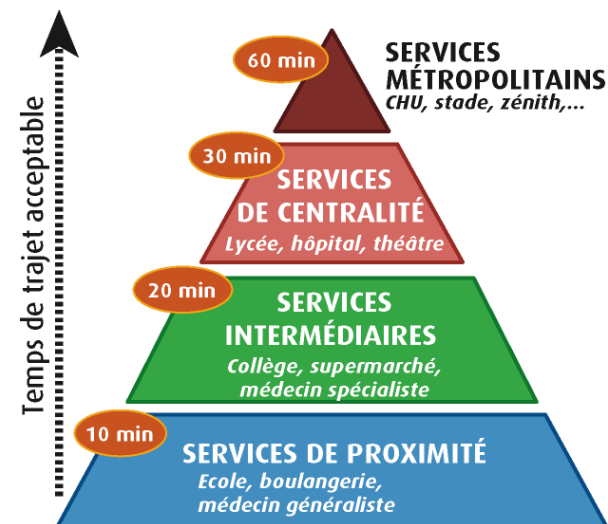 Temps de trajet acceptable
60 min
SERVICES
MÉTROPOLITAINS
CHU, stade, zénith,...
30 min
SERVICES
DE CENTRALITÉ
Lycée, hôpital, théâtre
20 min
SERVICES
INTERMÉDIAIRES
Collège, supermarché,
médecin spécialiste
10 min
SERVICES DE PROXIMITÉ
Ecole, boulangerie,
médecin généraliste